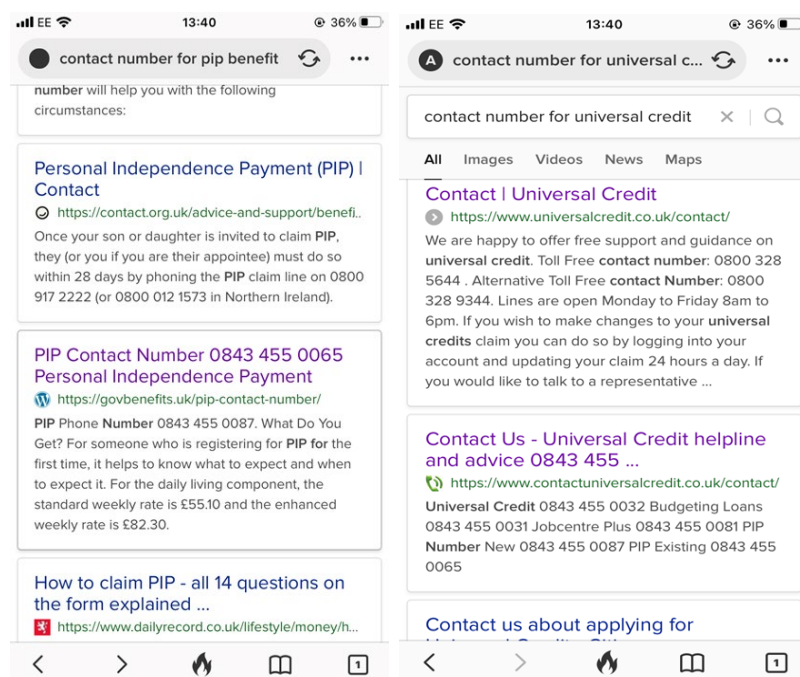 EE 13:40 36%
contact number for pip benefit
number will help you with the following
circumstances:
Personal Independence Payment (PIP) |
Contact
https://contact.org.uk/advice-and-support/benefi..
Once your son or daughter is invited to claim PIP,
they (or you if you are their appointee) must do so
within 28 days by phoning the PIP claim line on 0800
917 2222 (or 0800 012 1573 in Northern Ireland).
PIP Contact Number 0843 455 0065
Personal Independence Payment
https://govbenefits.uk/pip-contact-number/
PIP Phone Number 0843 455 0087. What Do You
Get? For someone who is registering for PIP for the
first time, it helps to know what to expect and when
to expect it. For the daily living component, the
standard weekly rate is £55.10 and the enhanced
weekly rate is £82.30.
How to claim PIP - all 14 questions on
the form explained ...
https://www.dailyrecord.co.uk/lifestyle/money/h...
1
EE 13:40 36%
A contact number for universal c...
contact number for universal credit
All Images Videos News Maps
Contact | Universal Credit
https://www.universalcredit.co.uk/contact/
We are happy to offer free support and guidance on
universal credit. Toll Free contact number: 0800 328
5644 . Alternative Toll Free contact Number: 0800
328 9344. Lines are open Monday to Friday 8am to
6pm. If you wish to make changes to your universal
credits claim you can do so by logging into your
account and updating your claim 24 hours a day. If
you would like to talk to a representative ...
Contact Us - Universal Credit helpline
and advice 0843 455 ...
https://www.contactuniversalcredit.co.uk/contact/
Universal Credit 0843 455 0032 Budgeting Loans
0843 455 0031 Jobcentre Plus 0843 455 0081 PIP
Number New 0843 455 0087 PIP Existing 0843 455
0065
Contact us about applying for
1